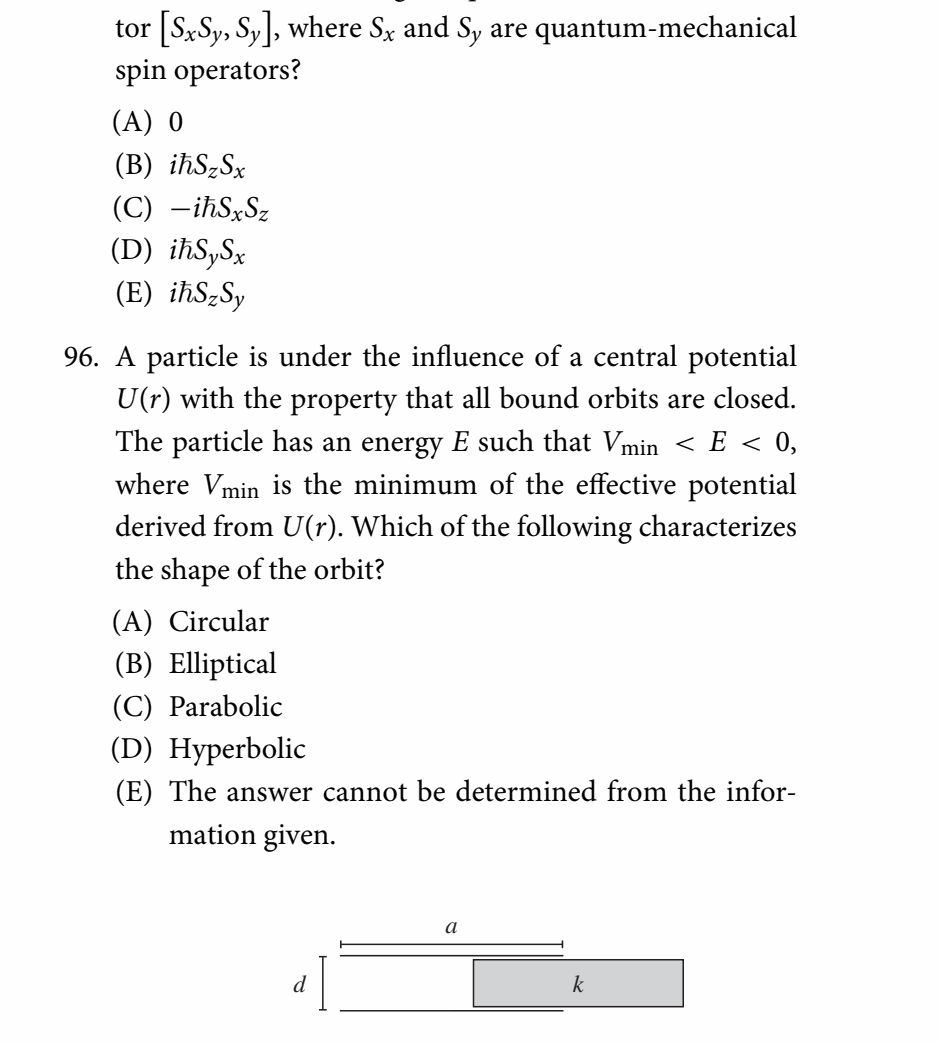 tor [SₓSᵧ, Sᵧ], where Sₓ and Sᵧ are quantum-mechanical
spin operators?
(A) 0
(B) iħS_zSₓ
(C) −iħSₓS_z
(D) iħSᵧSₓ
(E) iħS_zSᵧ
96. A particle is under the influence of a central potential
U(r) with the property that all bound orbits are closed.
The particle has an energy E such that V_min < E < 0,
where V_min is the minimum of the effective potential
derived from U(r). Which of the following characterizes
the shape of the orbit?
(A) Circular
(B) Elliptical
(C) Parabolic
(D) Hyperbolic
(E) The answer cannot be determined from the infor-
mation given.
a
d
k